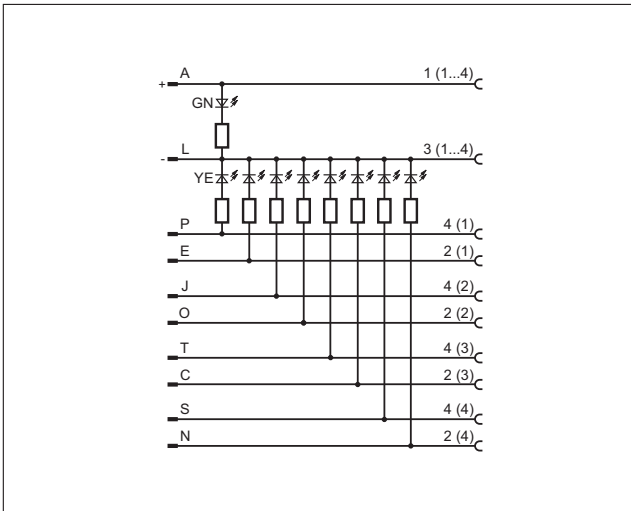 + A 1 (1...4)
GN
- L 3 (1...4)
YE
P 4 (1)
E 2 (1)
J 4 (2)
O 2 (2)
T 4 (3)
C 2 (3)
S 4 (4)
N 2 (4)